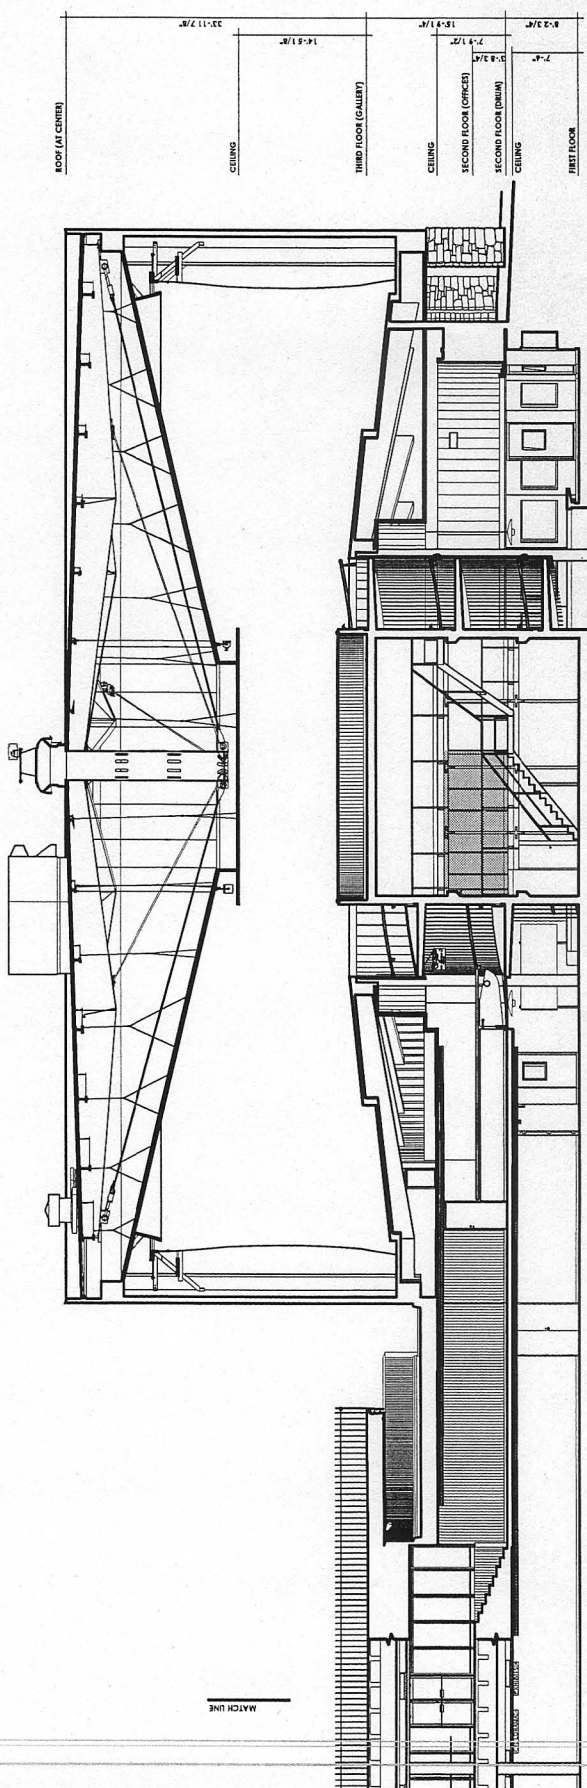 ROOF (AT CENTER)
CEILING
THIRD FLOOR (GALLERY)
CEILING
SECOND FLOOR (OFFICES)
SECOND FLOOR (DRUM)
CEILING
FIRST FLOOR
33'-11 7/8"
14'-5 1/8"
15'-9 1/4"
7'-9 1/2"
3'-8 3/4"
8'-2 3/4"
7'-6"
MATCH LINE